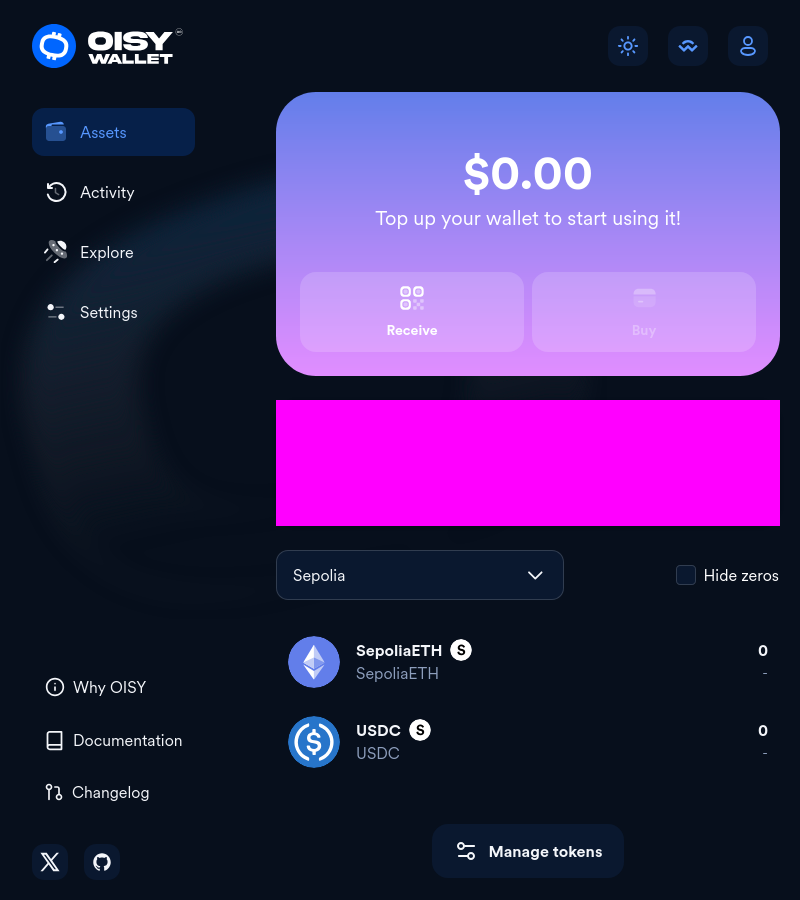 OISY
WALLET
Assets
Activity
Explore
Settings
$0.00
Top up your wallet to start using it!
Receive
Buy
Sepolia
Hide zeros
SepoliaETH S
0
SepoliaETH
-
USDC S
0
USDC
-
Why OISY
Documentation
Changelog
Manage tokens